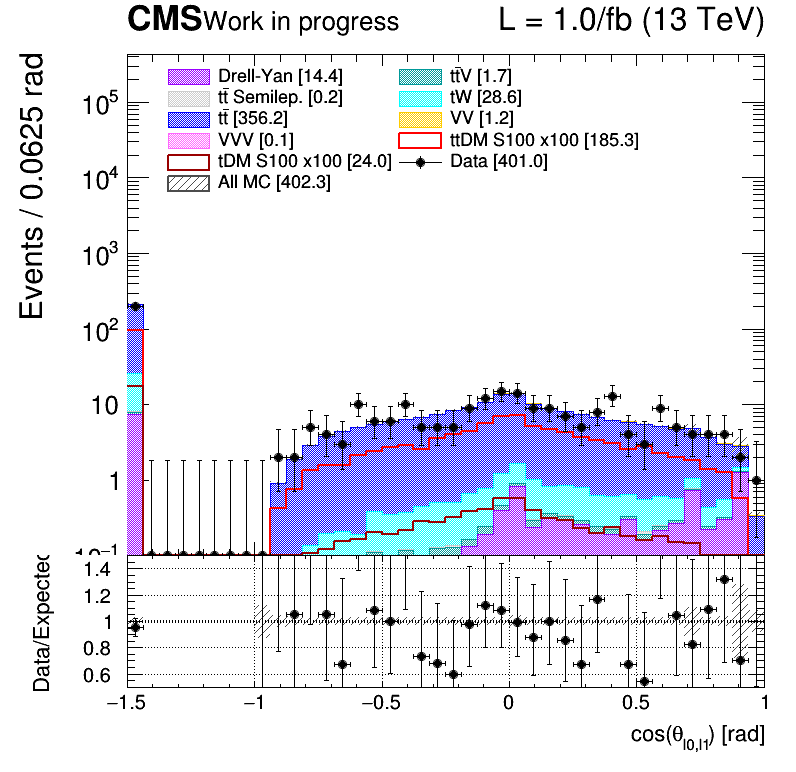 CMS Work in progress L = 1.0/fb (13 TeV)
Drell-Yan [14.4] tt̄V [1.7]
tt̄ Semilep. [0.2] tW [28.6]
tt̄ [356.2] VV [1.2]
VVV [0.1] ttDM S100 x100 [185.3]
tDM S100 x100 [24.0] Data [401.0]
All MC [402.3]
Events / 0.0625 rad
10⁵
10⁴
10³
10²
10
1
10⁻¹
Data/Expected
1.4
1.2
1
0.8
0.6
−1.5 −1 −0.5 0 0.5 1
cos(θ_l0,l1) [rad]